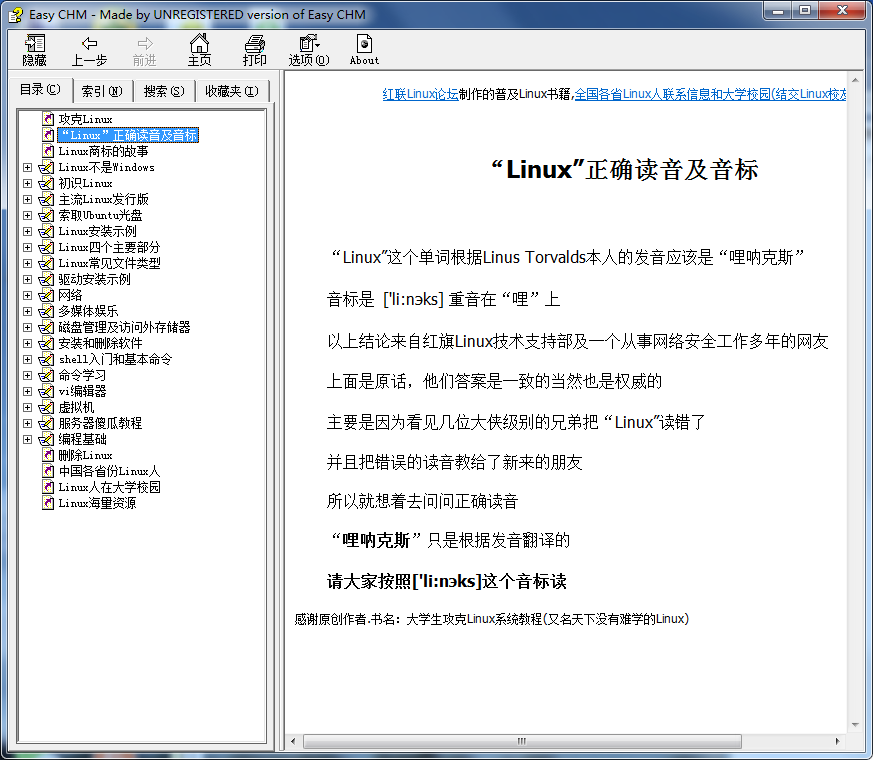 Easy CHM - Made by UNREGISTERED version of Easy CHM
隐藏 上一步 前进 主页 打印 选项(O) About
目录(C) 索引(N) 搜索(S) 收藏夹(I)
攻克Linux
“Linux”正确读音及音标
Linux商标的故事
Linux不是Windows
初识Linux
主流Linux发行版
索取Ubuntu光盘
Linux安装示例
Linux四个主要部分
Linux常见文件类型
驱动安装示例
网络
多媒体娱乐
磁盘管理及访问外存储器
安装和删除软件
shell入门和基本命令
命令学习
vi编辑器
虚拟机
服务器傻瓜教程
编程基础
删除Linux
中国各省份Linux人
Linux人在大学校园
Linux海量资源
红联Linux论坛制作的普及Linux书籍,全国各省Linux人联系信息和大学校园(结交Linux校友
“Linux”正确读音及音标
“Linux”这个单词根据Linus Torvalds本人的发音应该是“哩呐克斯”
音标是 ['li:nэks] 重音在“哩”上
以上结论来自红旗Linux技术支持部及一个从事网络安全工作多年的网友
上面是原话，他们答案是一致的当然也是权威的
主要是因为看见几位大侠级别的兄弟把“Linux”读错了
并且把错误的读音教给了新来的朋友
所以就想着去问问正确读音
“哩呐克斯”只是根据发音翻译的
请大家按照['li:nэks]这个音标读
感谢原创作者.书名：大学生攻克Linux系统教程(又名天下没有难学的Linux)